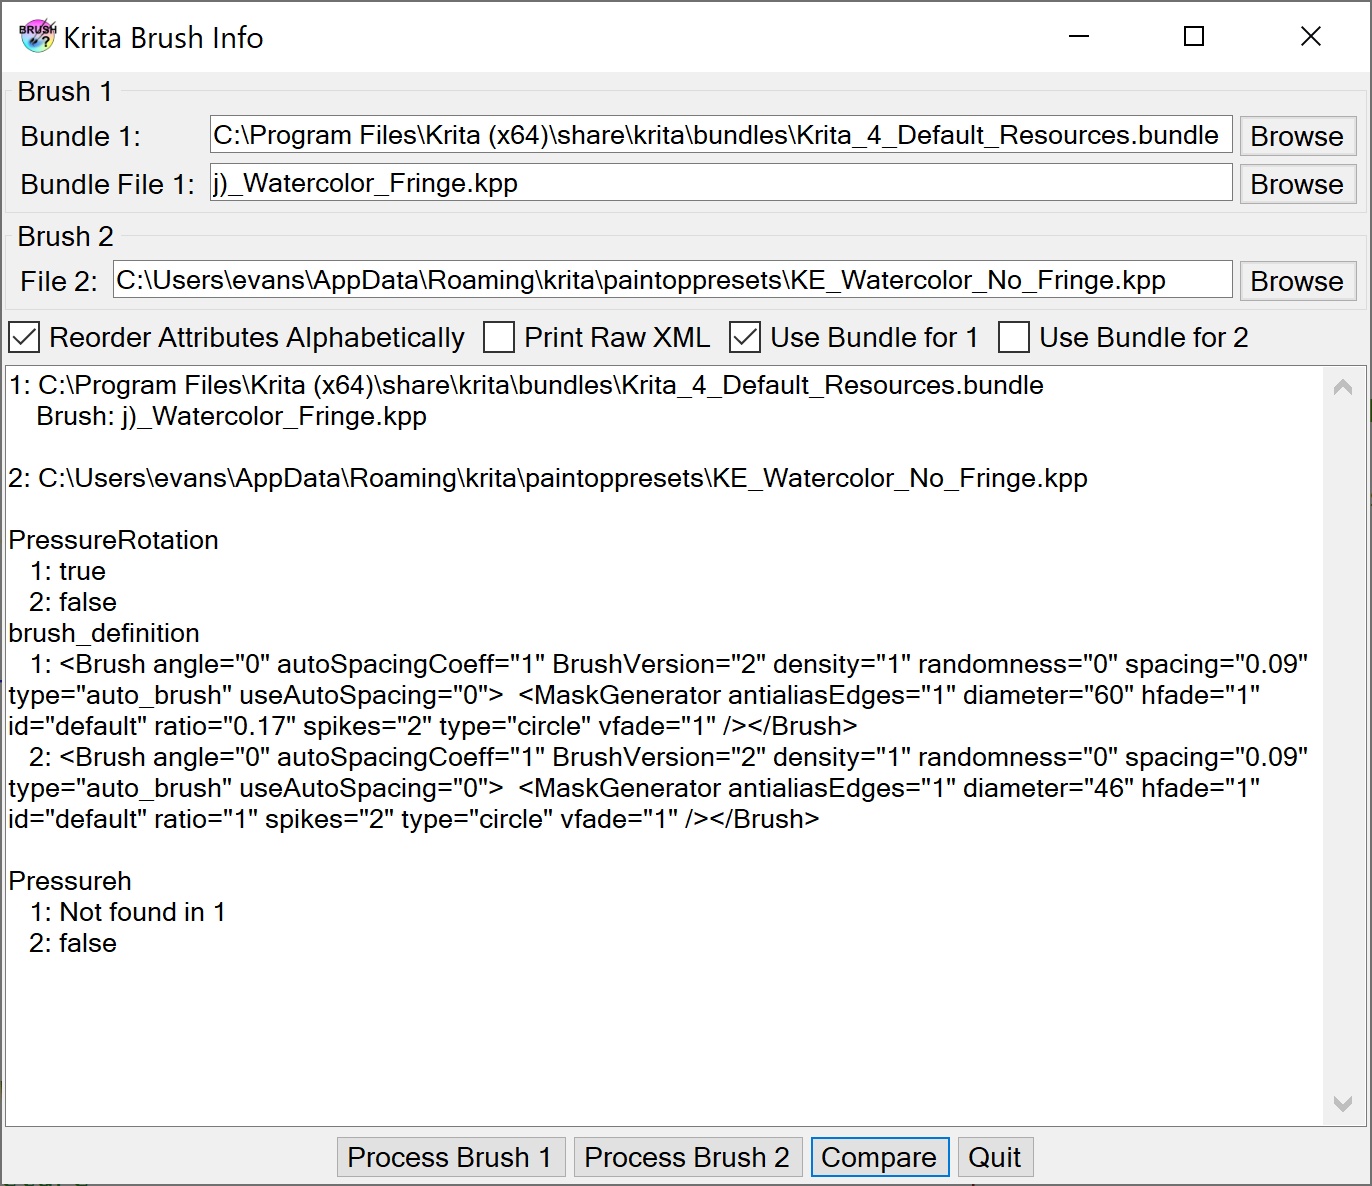 BRUSH ? Krita Brush Info
Brush 1
Bundle 1: C:\Program Files\Krita (x64)\share\krita\bundles\Krita_4_Default_Resources.bundle Browse
Bundle File 1: j)_Watercolor_Fringe.kpp Browse
Brush 2
File 2: C:\Users\evans\AppData\Roaming\krita\paintoppresets\KE_Watercolor_No_Fringe.kpp Browse
Reorder Attributes Alphabetically Print Raw XML Use Bundle for 1 Use Bundle for 2
1: C:\Program Files\Krita (x64)\share\krita\bundles\Krita_4_Default_Resources.bundle
Brush: j)_Watercolor_Fringe.kpp
2: C:\Users\evans\AppData\Roaming\krita\paintoppresets\KE_Watercolor_No_Fringe.kpp
PressureRotation
1: true
2: false
brush_definition
1: <Brush angle="0" autoSpacingCoeff="1" BrushVersion="2" density="1" randomness="0" spacing="0.09"
type="auto_brush" useAutoSpacing="0">  <MaskGenerator antialiasEdges="1" diameter="60" hfade="1"
id="default" ratio="0.17" spikes="2" type="circle" vfade="1" /></Brush>
2: <Brush angle="0" autoSpacingCoeff="1" BrushVersion="2" density="1" randomness="0" spacing="0.09"
type="auto_brush" useAutoSpacing="0">  <MaskGenerator antialiasEdges="1" diameter="46" hfade="1"
id="default" ratio="1" spikes="2" type="circle" vfade="1" /></Brush>
Pressureh
1: Not found in 1
2: false
Process Brush 1 Process Brush 2 Compare Quit